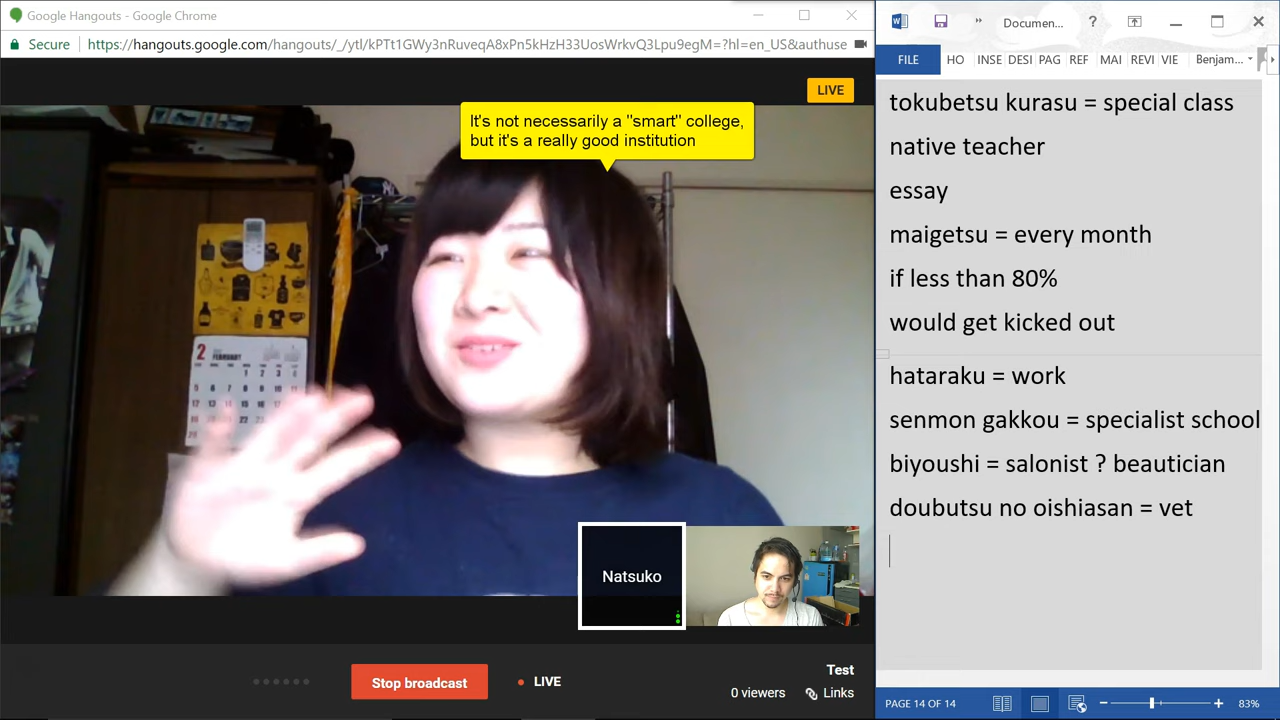 Google Hangouts - Google Chrome
Secure
https://hangouts.google.com/hangouts/_/ytl/kPTt1GWy3nRuveqA8xPn5kHzH33UosWrkvQ3Lpu9egM=?hl=en_US&authuse
LIVE
It's not necessarily a "smart" college,
but it's a really good institution
2 FEBRUARY
Natsuko
Stop broadcast
LIVE
Test
0 viewers
Links
Documen...
?
FILE HO INSE DESI PAG REF MAI REVI VIE Benjam...
tokubetsu kurasu = special class
native teacher
essay
maigetsu = every month
if less than 80%
would get kicked out
hataraku = work
senmon gakkou = specialist school
biyoushi = salonist ? beautician
doubutsu no oishiasan = vet
PAGE 14 OF 14
83%